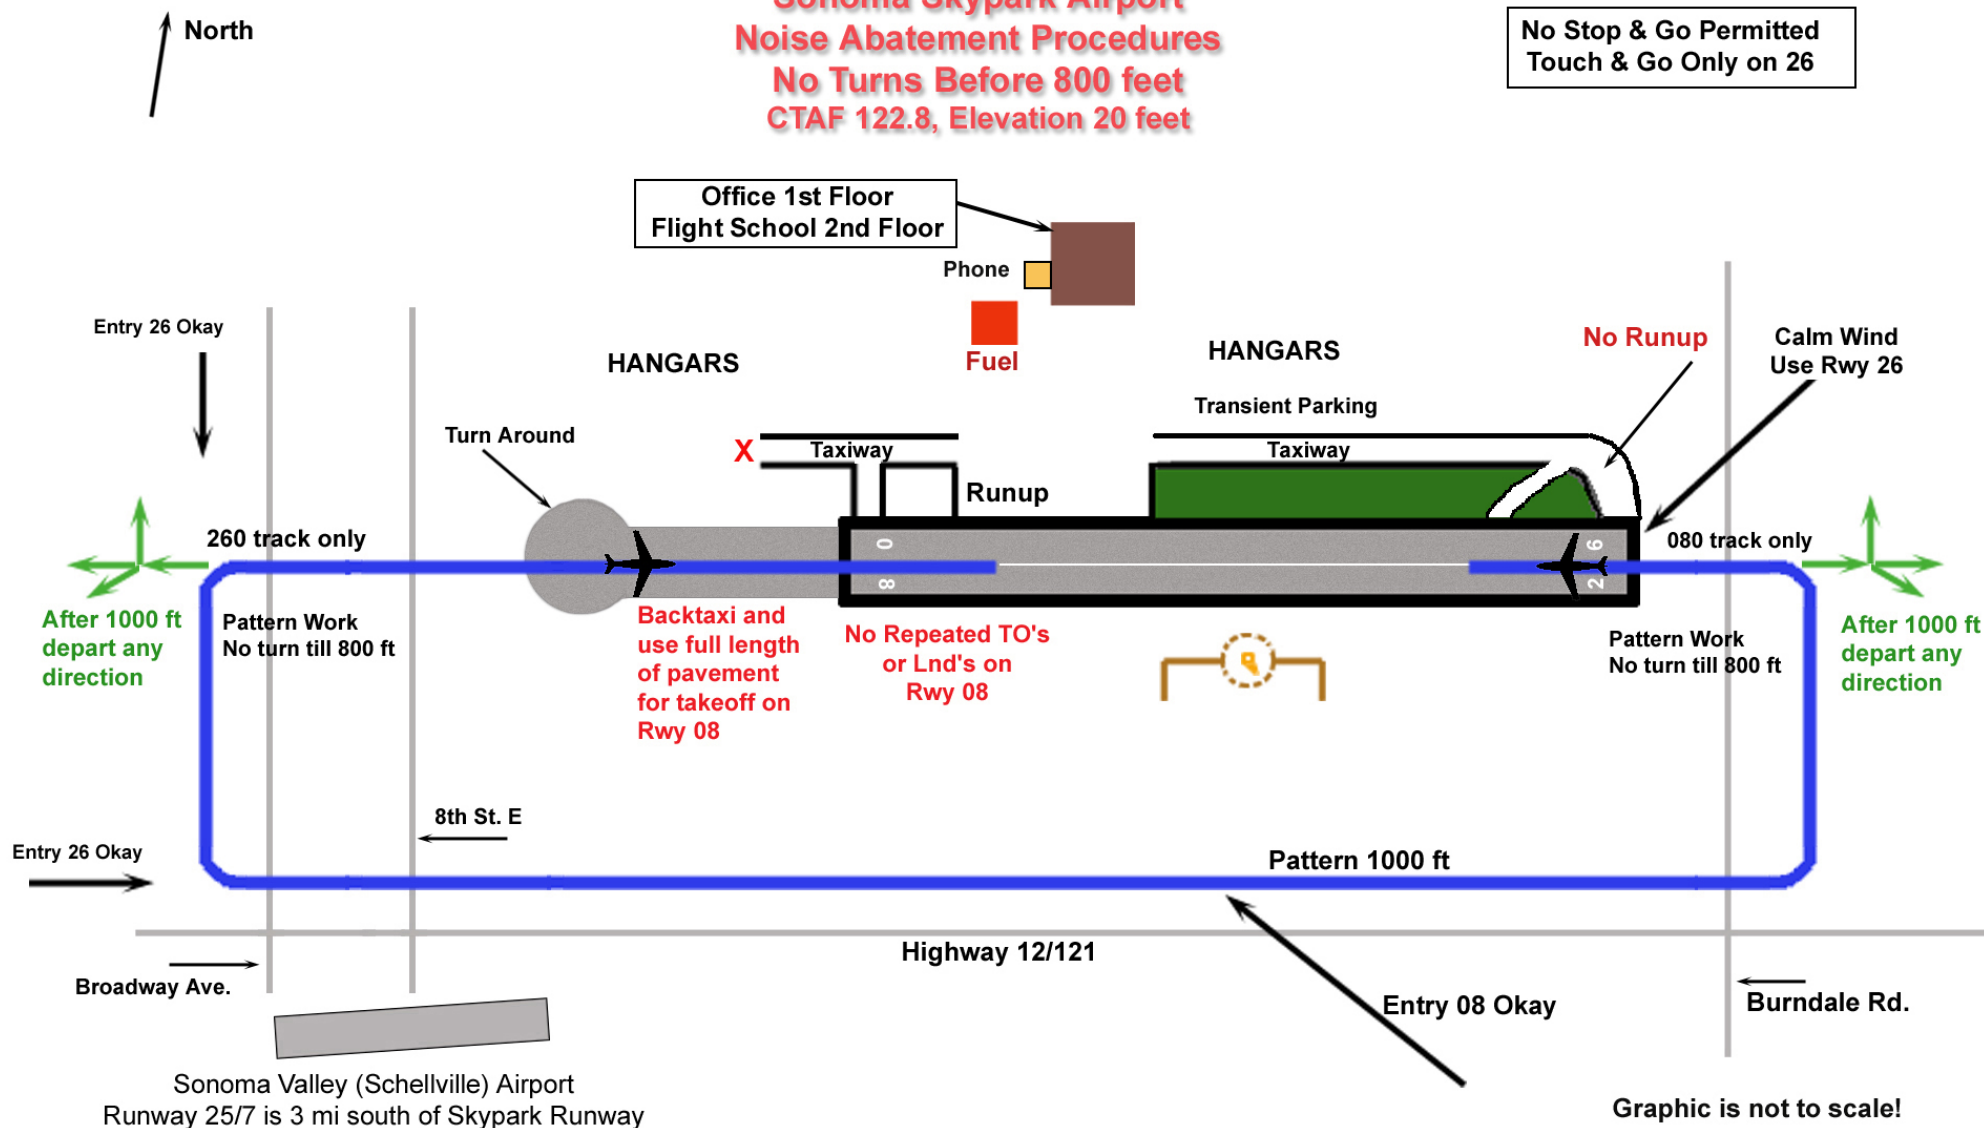 North
Sonoma Skypark Airport
Noise Abatement Procedures
No Turns Before 800 feet
CTAF 122.8, Elevation 20 feet
No Stop & Go Permitted
Touch & Go Only on 26
Office 1st Floor
Flight School 2nd Floor
Phone
Fuel
Entry 26 Okay
HANGARS
HANGARS
No Runup
Calm Wind
Use Rwy 26
Transient Parking
Turn Around
X
Taxiway
Taxiway
Runup
260 track only
080 track only
0
8
6
2
After 1000 ft
depart any
direction
Pattern Work
No turn till 800 ft
Backtaxi and
use full length
of pavement
for takeoff on
Rwy 08
No Repeated TO's
or Lnd's on
Rwy 08
Pattern Work
No turn till 800 ft
After 1000 ft
depart any
direction
8th St. E
Entry 26 Okay
Pattern 1000 ft
Highway 12/121
Broadway Ave.
Entry 08 Okay
Burndale Rd.
Sonoma Valley (Schellville) Airport
Runway 25/7 is 3 mi south of Skypark Runway
Graphic is not to scale!